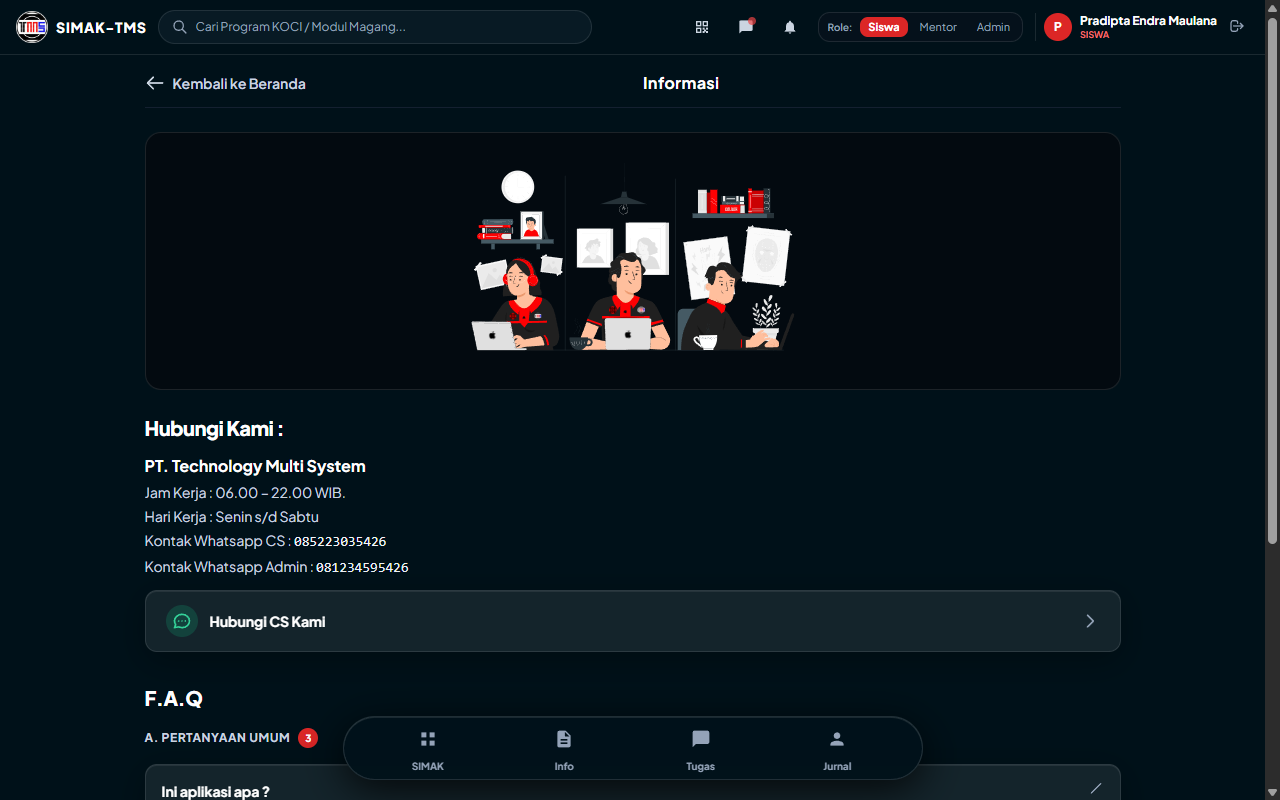 TMS SIMAK-TMS
Cari Program KOCI / Modul Magang...
Role: Siswa Mentor Admin
P
Pradipta Endra Maulana
SISWA
Kembali ke Beranda
Informasi
Hubungi Kami :
PT. Technology Multi System
Jam Kerja : 06.00 – 22.00 WIB.
Hari Kerja : Senin s/d Sabtu
Kontak Whatsapp CS : 085223035426
Kontak Whatsapp Admin : 081234595426
Hubungi CS Kami
F.A.Q
A. PERTANYAAN UMUM 3
Ini aplikasi apa ?
SIMAK
Info
Tugas
Jurnal